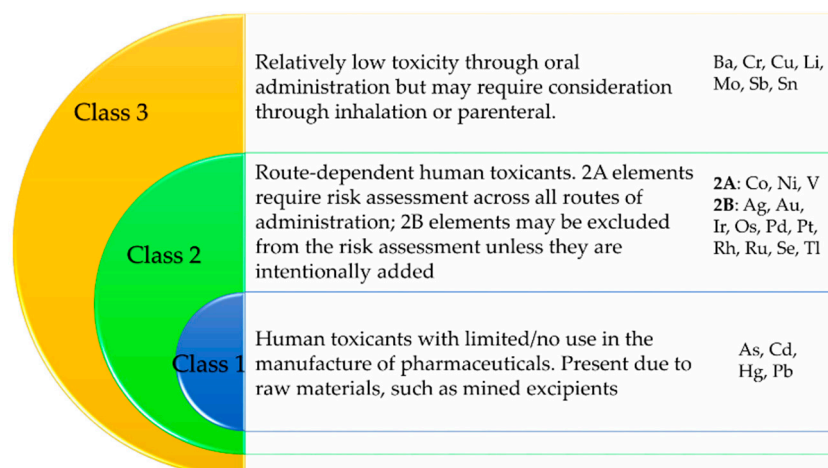 Class 3
Relatively low toxicity through oral
administration but may require consideration
through inhalation or parenteral.
Ba, Cr, Cu, Li,
Mo, Sb, Sn
Class 2
Route-dependent human toxicants. 2A elements
require risk assessment across all routes of
administration; 2B elements may be excluded
from the risk assessment unless they are
intentionally added
2A: Co, Ni, V
2B: Ag, Au,
Ir, Os, Pd, Pt,
Rh, Ru, Se, Tl
Class 1
Human toxicants with limited/no use in the
manufacture of pharmaceuticals. Present due to
raw materials, such as mined excipients
As, Cd,
Hg, Pb